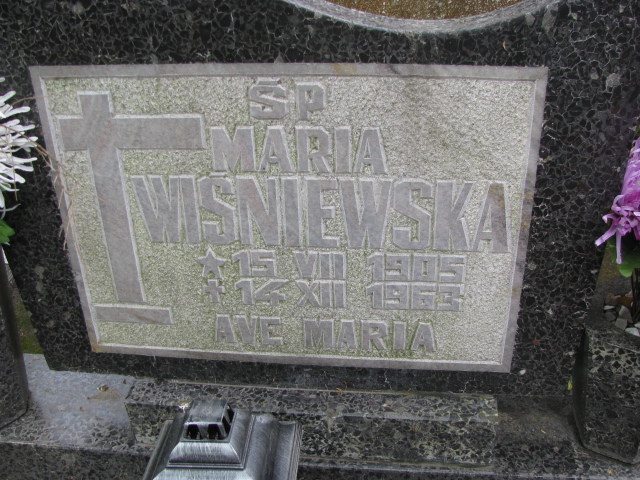 ŚP
MARIA
WIŚNIEWSKA
★ 15 VII 1905
✝ 14 XII 1963
AVE MARIA